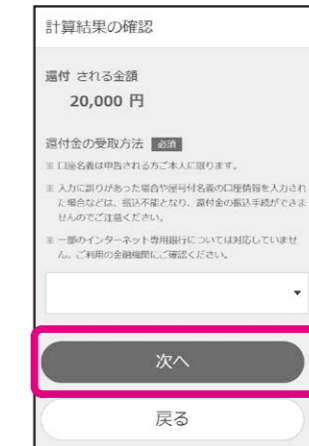 計算結果の確認
還付 される金額
20,000 円
還付金の受取方法 必須
※ 口座名義は申告される方ご本人に限ります。
※ 入力に誤りがあった場合や屋号付名義の口座情報を入力され
た場合などは、振込不能となり、還付金の振込手続ができま
せんのでご注意ください。
※ 一部のインターネット専用銀行については対応していませ
ん。ご利用の金融機関にご確認ください。
次へ
戻る